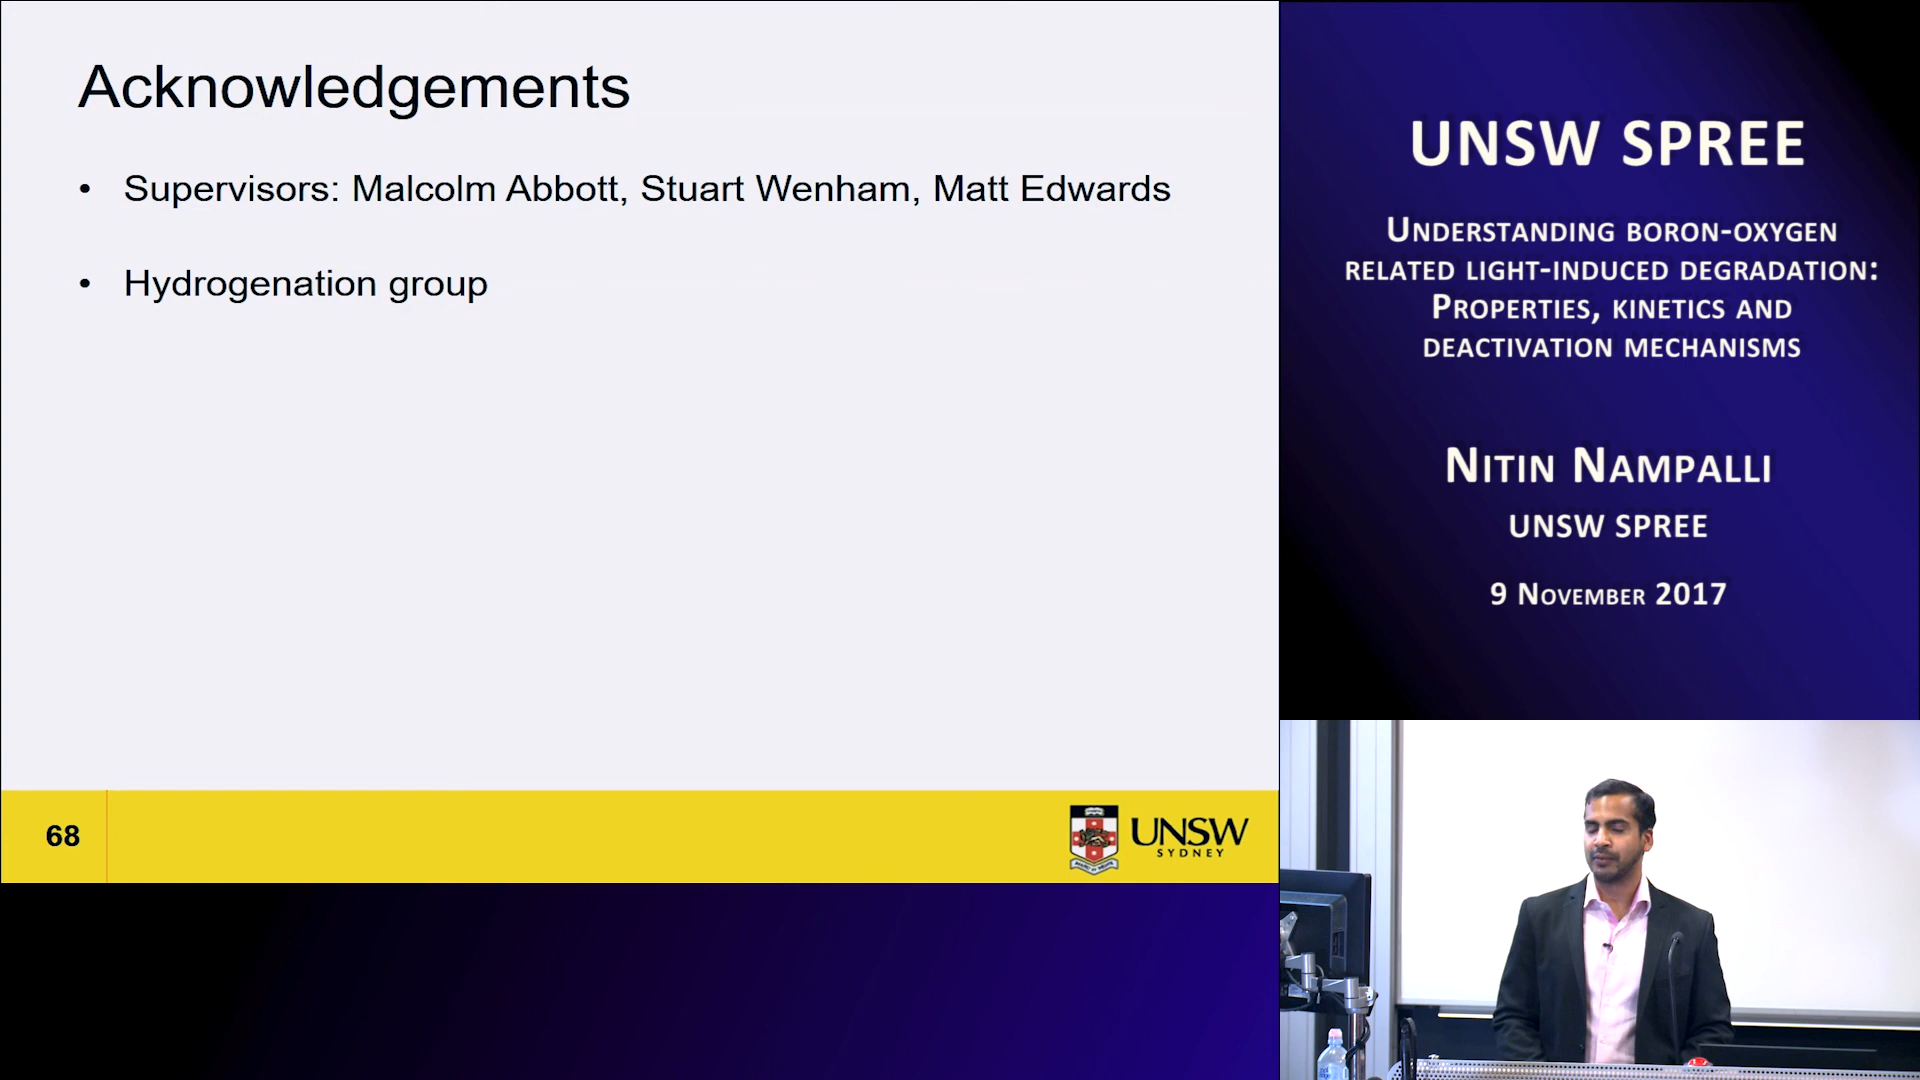 Acknowledgements
• Supervisors: Malcolm Abbott, Stuart Wenham, Matt Edwards
• Hydrogenation group
68
UNSW
SYDNEY
UNSW SPREE
UNDERSTANDING BORON-OXYGEN
RELATED LIGHT-INDUCED DEGRADATION:
PROPERTIES, KINETICS AND
DEACTIVATION MECHANISMS
NITIN NAMPALLI
UNSW SPREE
9 NOVEMBER 2017